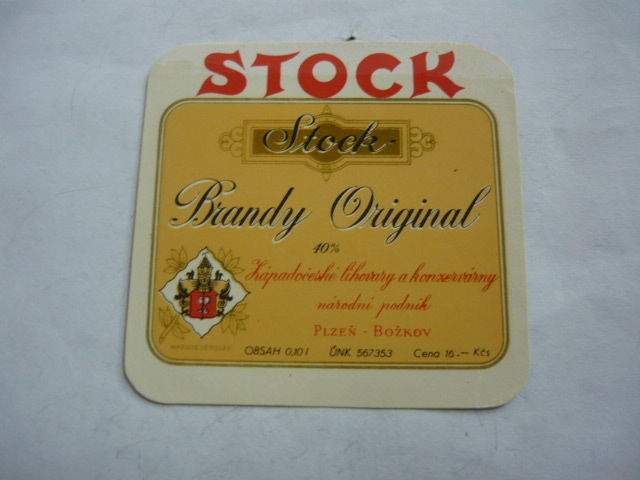 STOCK
Stock
Brandy Original
40%
Západočeské lihovary a konzervárny
národní podnik
PLZEŇ - BOŽKOV
OBSAH 0,10 l ÚNK 567353 Cena 16.— Kčs